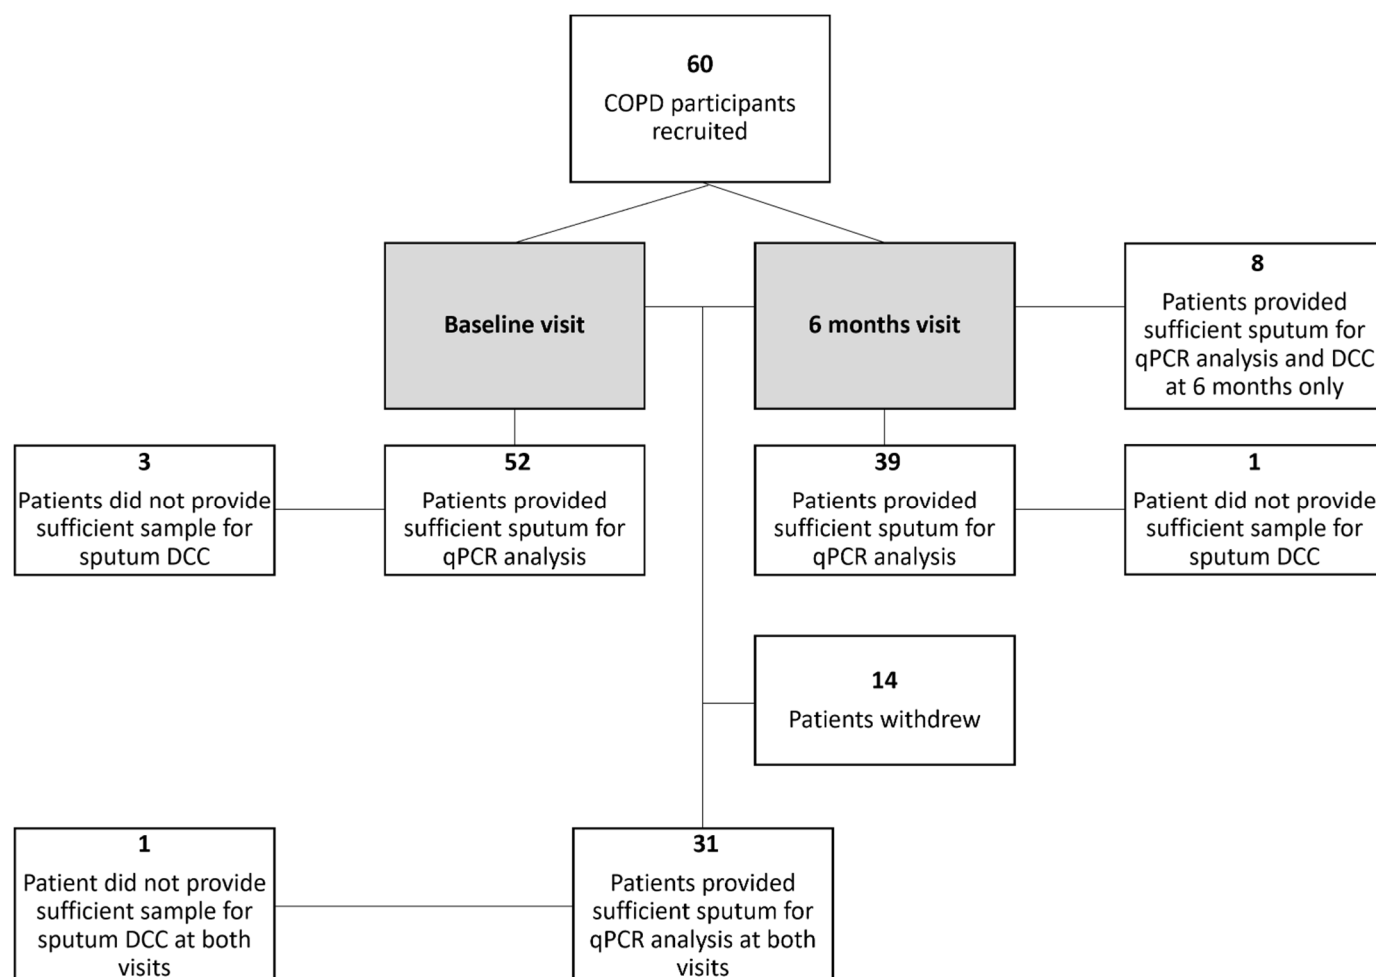 60
COPD participants
recruited
Baseline visit
6 months visit
8
Patients provided
sufficient sputum for
qPCR analysis and DCC
at 6 months only
3
Patients did not provide
sufficient sample for
sputum DCC
52
Patients provided
sufficient sputum for
qPCR analysis
39
Patients provided
sufficient sputum for
qPCR analysis
1
Patient did not provide
sufficient sample for
sputum DCC
14
Patients withdrew
1
Patient did not provide
sufficient sample for
sputum DCC at both
visits
31
Patients provided
sufficient sputum for
qPCR analysis at both
visits